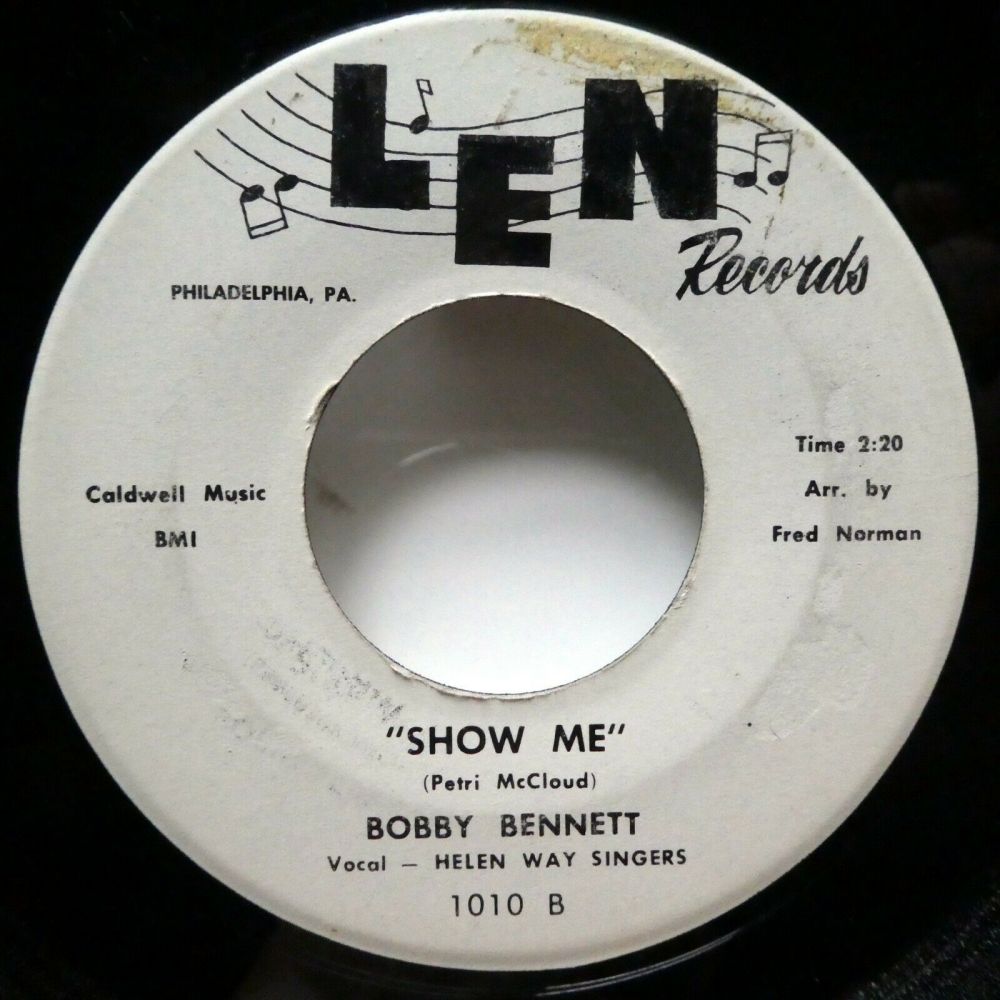 LEN
Records
PHILADELPHIA, PA.
Time 2:20
Caldwell Music
Arr. by
BMI
Fred Norman
"SHOW ME"
(Petri McCloud)
BOBBY BENNETT
Vocal — HELEN WAY SINGERS
1010 B